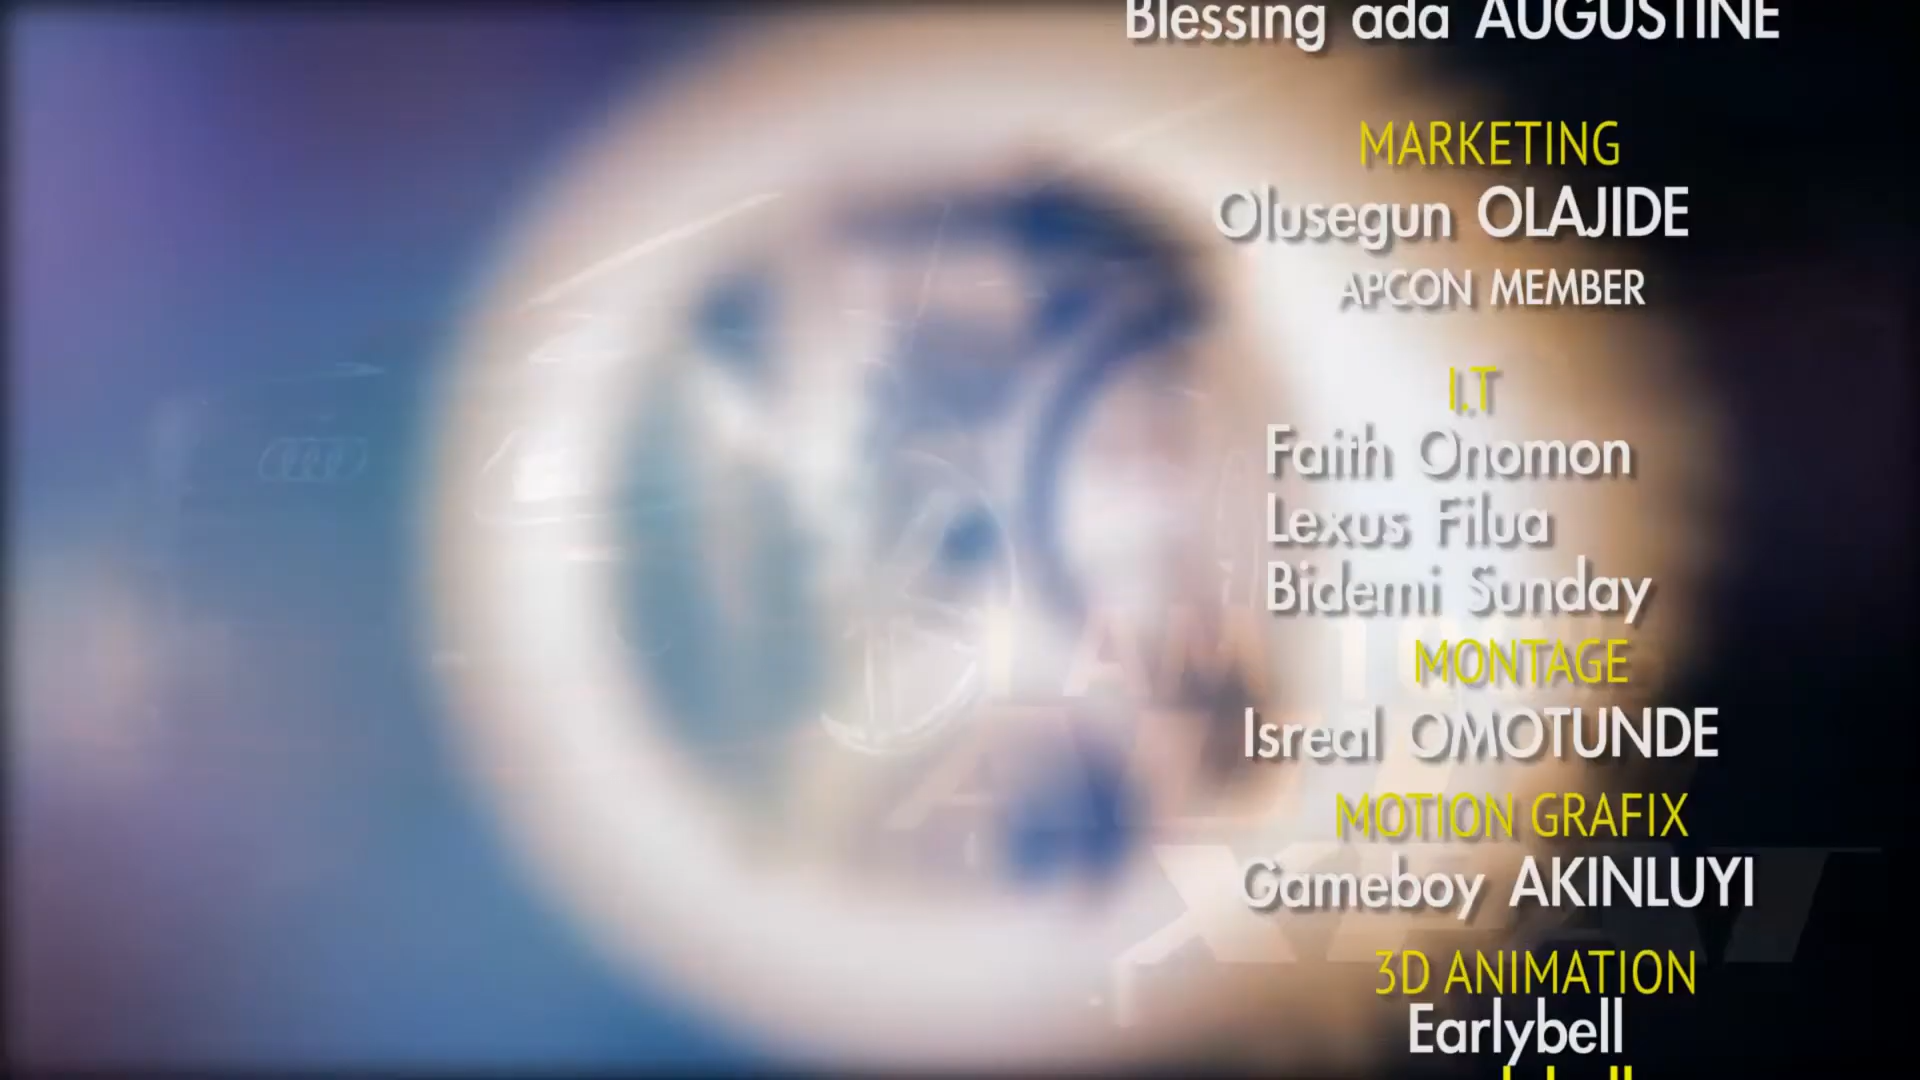 Blessing ada AUGUSTINE
MARKETING
Olusegun OLAJIDE
APCON MEMBER
I.T
Faith Onomon
Lexus Filua
Bidemi Sunday
I AM
MONTAGE
Isreal OMOTUNDE
MOTION GRAFIX
Gameboy AKINLUYI
3D ANIMATION
Earlybell